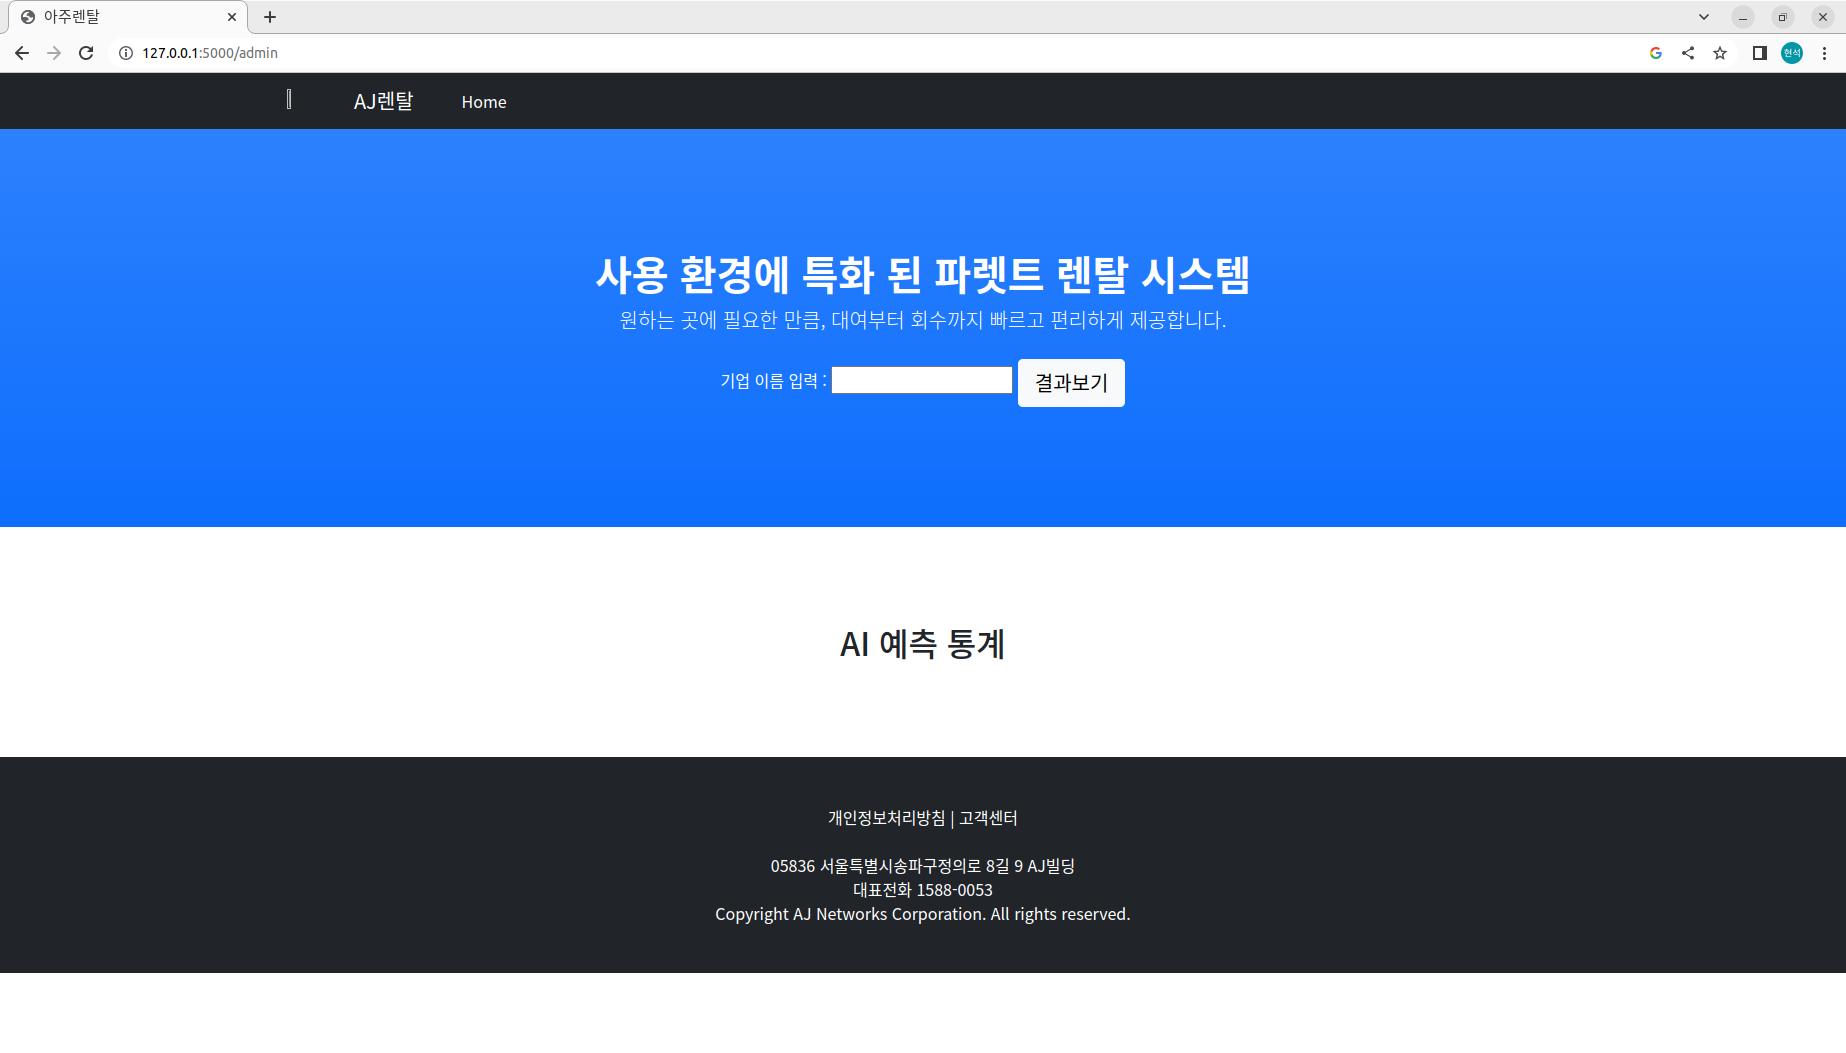 아주렌탈
127.0.0.1:5000/admin
현석
AJ렌탈
Home
사용 환경에 특화 된 파렛트 렌탈 시스템
원하는 곳에 필요한 만큼, 대여부터 회수까지 빠르고 편리하게 제공합니다.
기업 이름 입력 :
결과보기
AI 예측 통계
개인정보처리방침 | 고객센터
05836 서울특별시송파구정의로 8길 9 AJ빌딩
대표전화 1588-0053
Copyright AJ Networks Corporation. All rights reserved.